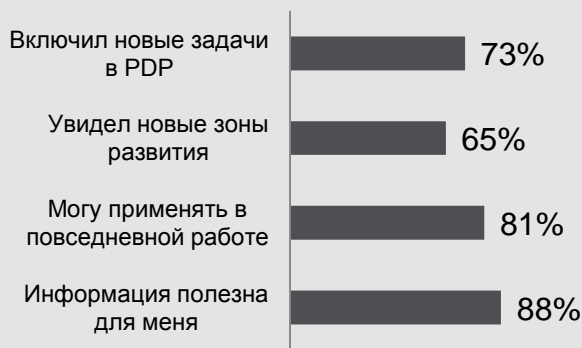 Включил новые задачи
в PDP
73%
Увидел новые зоны
развития
65%
Могу применять в
повседневной работе
81%
Информация полезна
для меня
88%